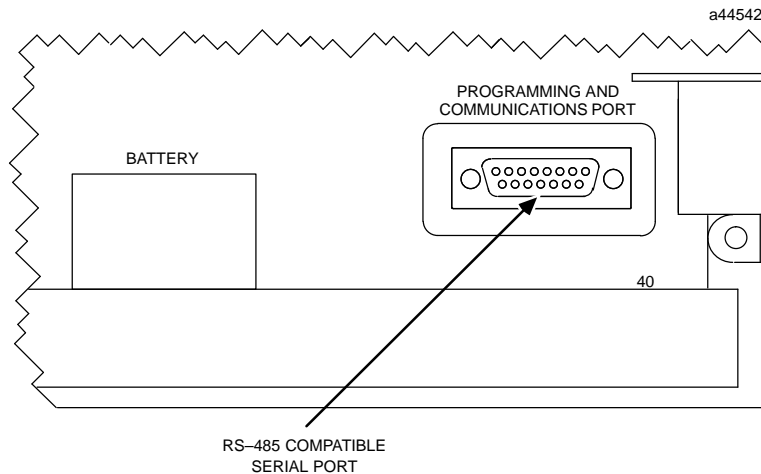 a44542
PROGRAMMING AND
COMMUNICATIONS PORT
BATTERY
40
RS–485 COMPATIBLE
SERIAL PORT